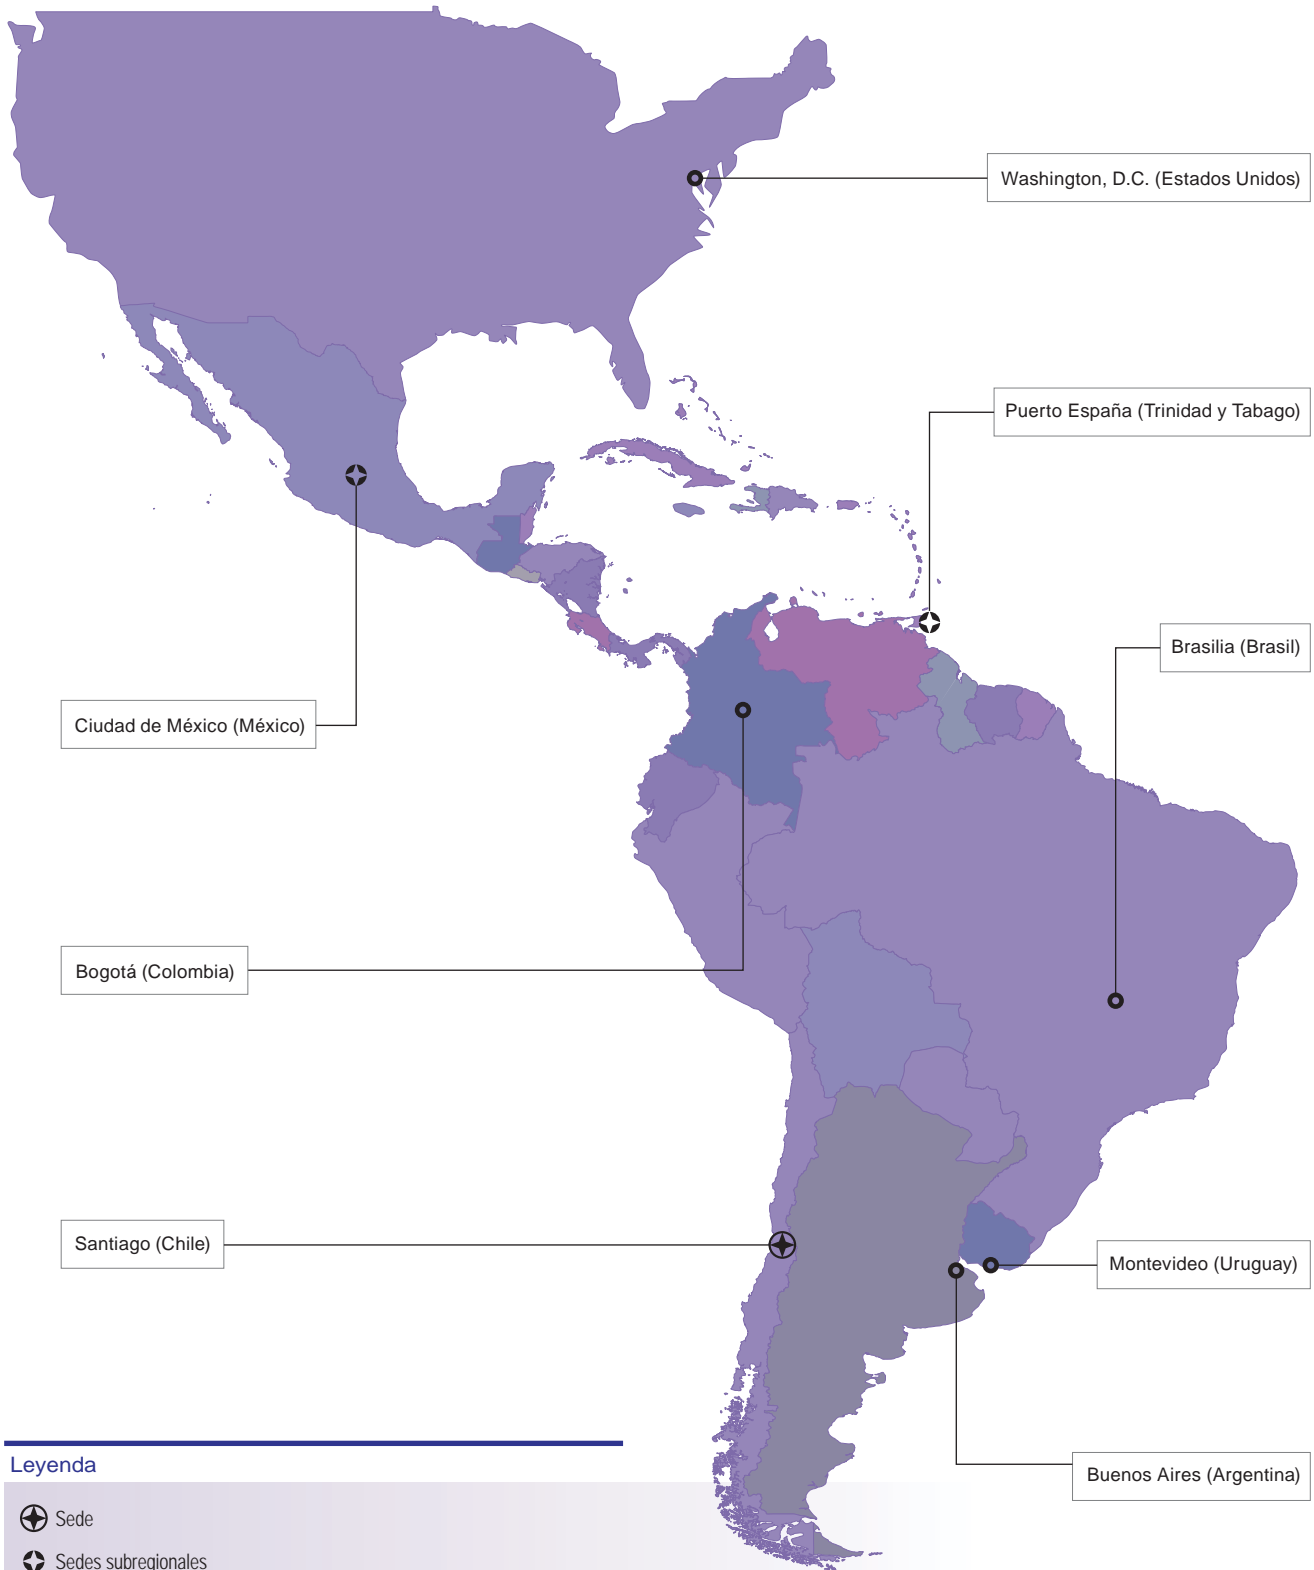 Washington, D.C. (Estados Unidos)
Puerto España (Trinidad y Tabago)
Brasilia (Brasil)
Ciudad de México (México)
Bogotá (Colombia)
Santiago (Chile)
Montevideo (Uruguay)
Buenos Aires (Argentina)
Leyenda
Sede
Sedes subregionales